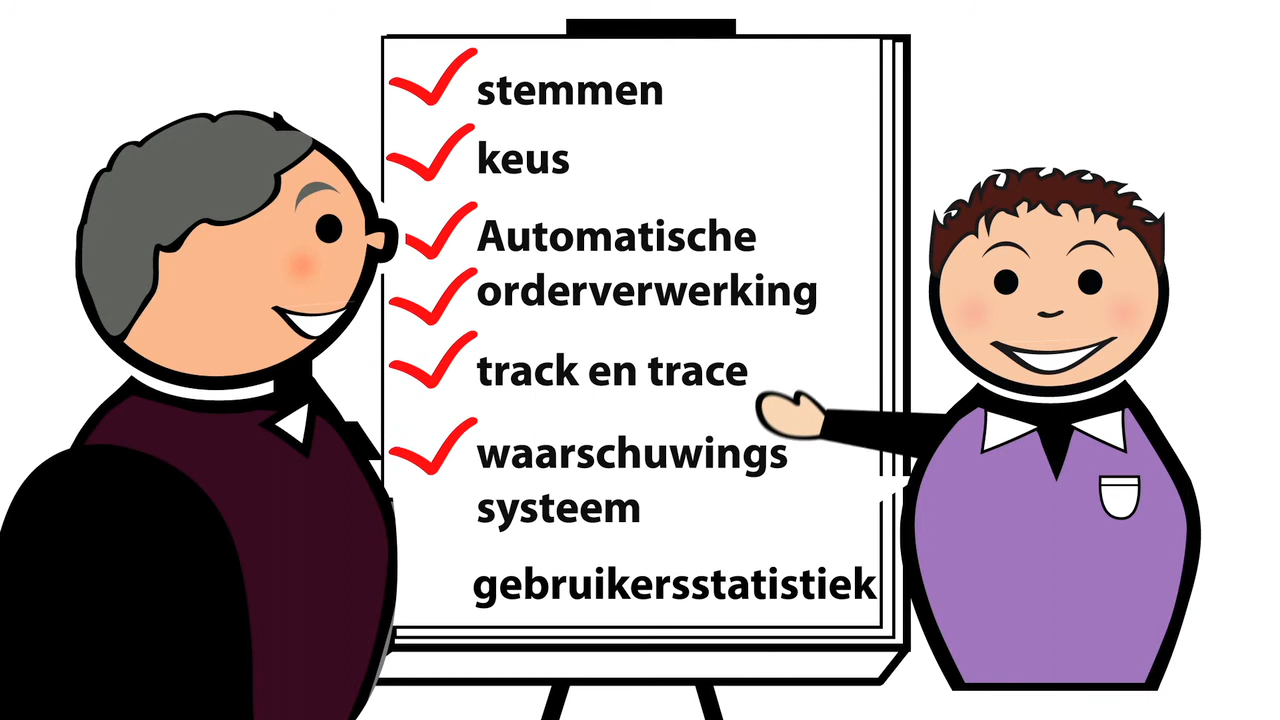 stemmen
keus
Automatische
orderverwerking
track en trace
waarschuwings
systeem
gebruikersstatistiek